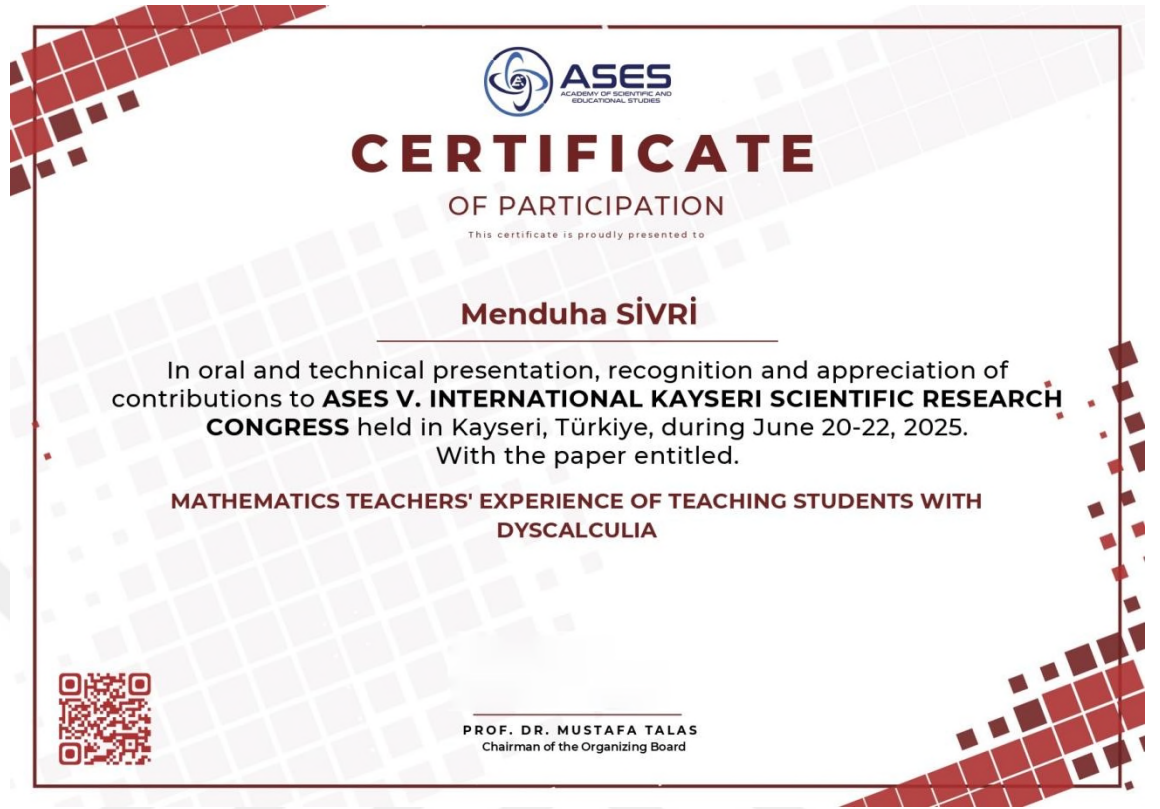 ASES
ACADEMY OF SCIENTIFIC AND
EDUCATIONAL STUDIES
CERTIFICATE
OF PARTICIPATION
This certificate is proudly presented to
Menduha SİVRİ
In oral and technical presentation, recognition and appreciation of
contributions to ASES V. INTERNATIONAL KAYSERI SCIENTIFIC RESEARCH
CONGRESS held in Kayseri, Türkiye, during June 20-22, 2025.
With the paper entitled.
MATHEMATICS TEACHERS' EXPERIENCE OF TEACHING STUDENTS WITH
DYSCALCULIA
PROF. DR. MUSTAFA TALAS
Chairman of the Organizing Board